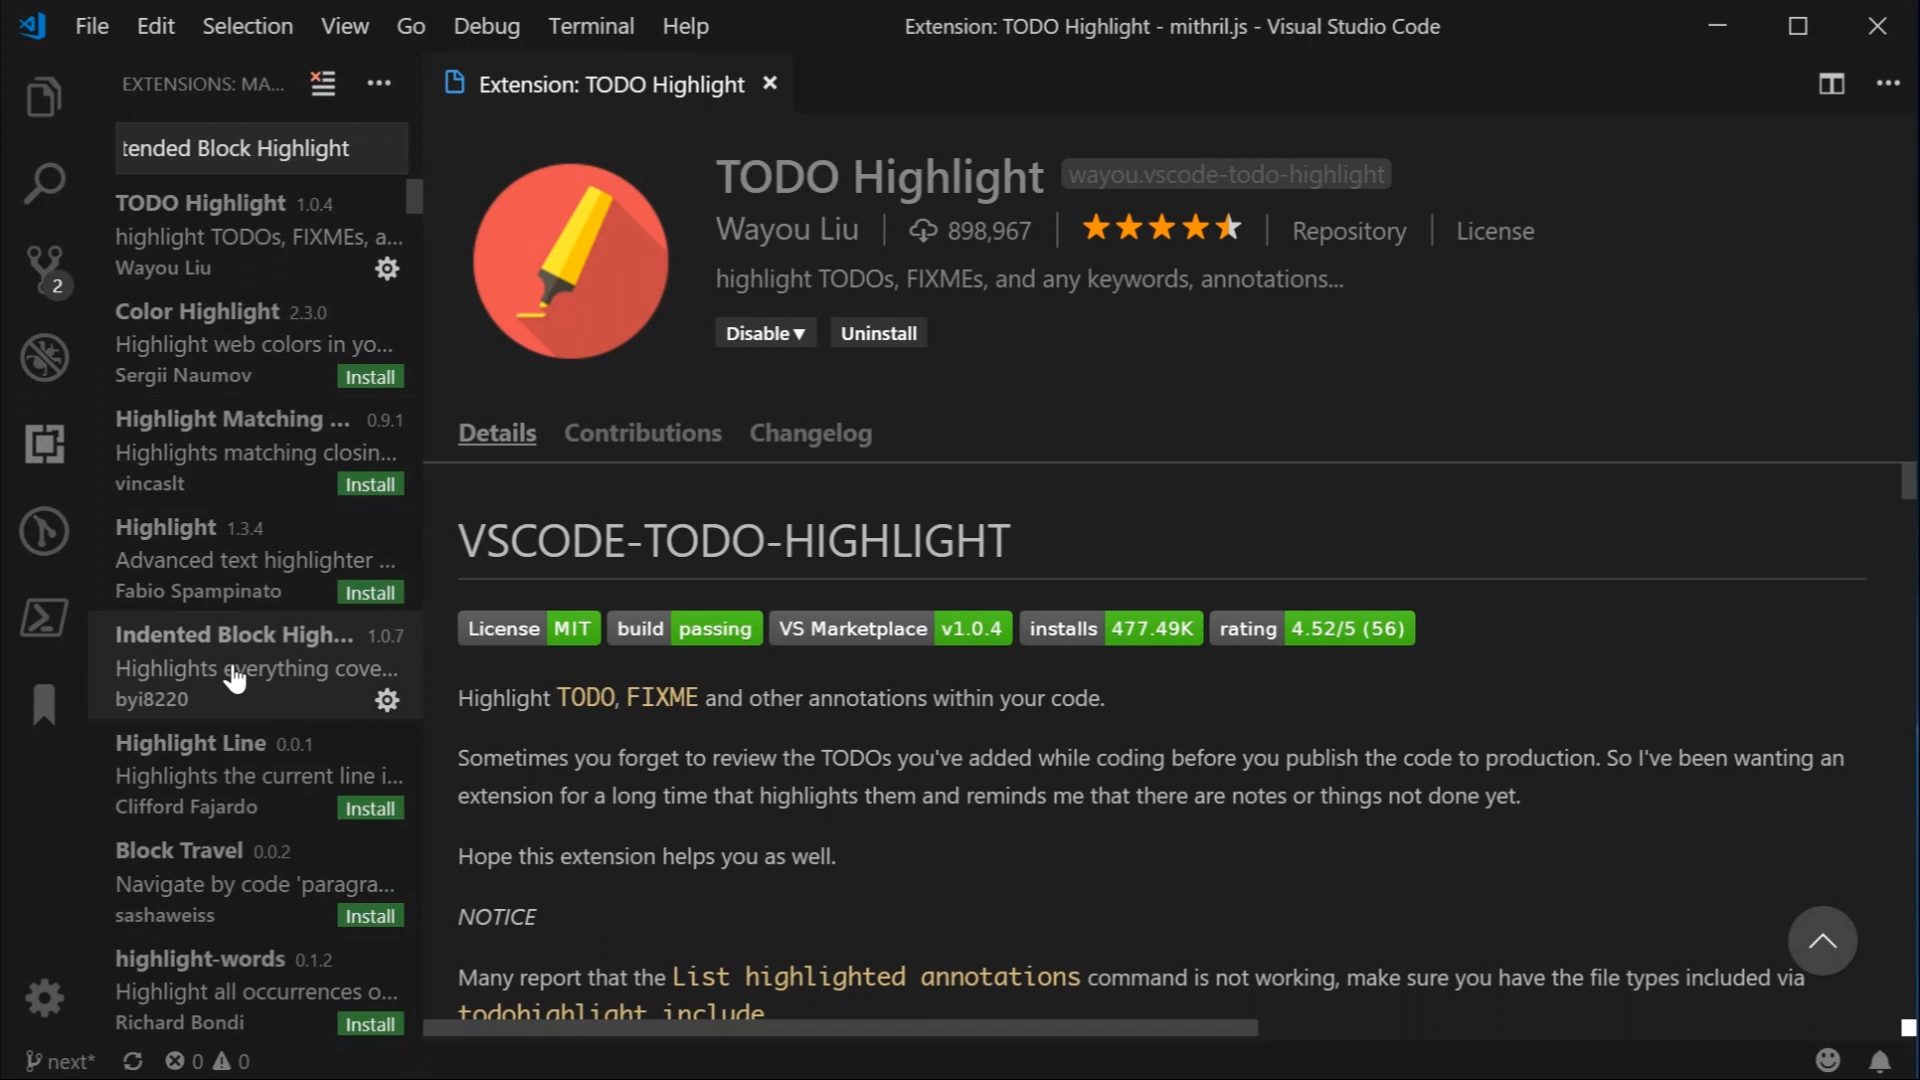 File Edit Selection View Go Debug Terminal Help
Extension: TODO Highlight - mithril.js - Visual Studio Code
EXTENSIONS: MA...
tended Block Highlight
TODO Highlight 1.0.4
highlight TODOs, FIXMEs, a...
Wayou Liu
Color Highlight 2.3.0
Highlight web colors in yo...
Sergii Naumov Install
Highlight Matching ... 0.9.1
Highlights matching closin...
vincaslt Install
Highlight 1.3.4
Advanced text highlighter ...
Fabio Spampinato Install
Indented Block High... 1.0.7
Highlights everything cove...
byi8220
Highlight Line 0.0.1
Highlights the current line i...
Clifford Fajardo Install
Block Travel 0.0.2
Navigate by code 'paragra...
sashaweiss Install
highlight-words 0.1.2
Highlight all occurrences o...
Richard Bondi Install
2
Extension: TODO Highlight
TODO Highlight wayou.vscode-todo-highlight
Wayou Liu 898,967 Repository License
highlight TODOs, FIXMEs, and any keywords, annotations...
Disable▼ Uninstall
Details Contributions Changelog
VSCODE-TODO-HIGHLIGHT
License MIT build passing VS Marketplace v1.0.4 installs 477.49K rating 4.52/5 (56)
Highlight TODO, FIXME and other annotations within your code.
Sometimes you forget to review the TODOs you've added while coding before you publish the code to production. So I've been wanting an
extension for a long time that highlights them and reminds me that there are notes or things not done yet.
Hope this extension helps you as well.
NOTICE
Many report that the List highlighted annotations command is not working, make sure you have the file types included via
todohighlight.include
next* 0 0